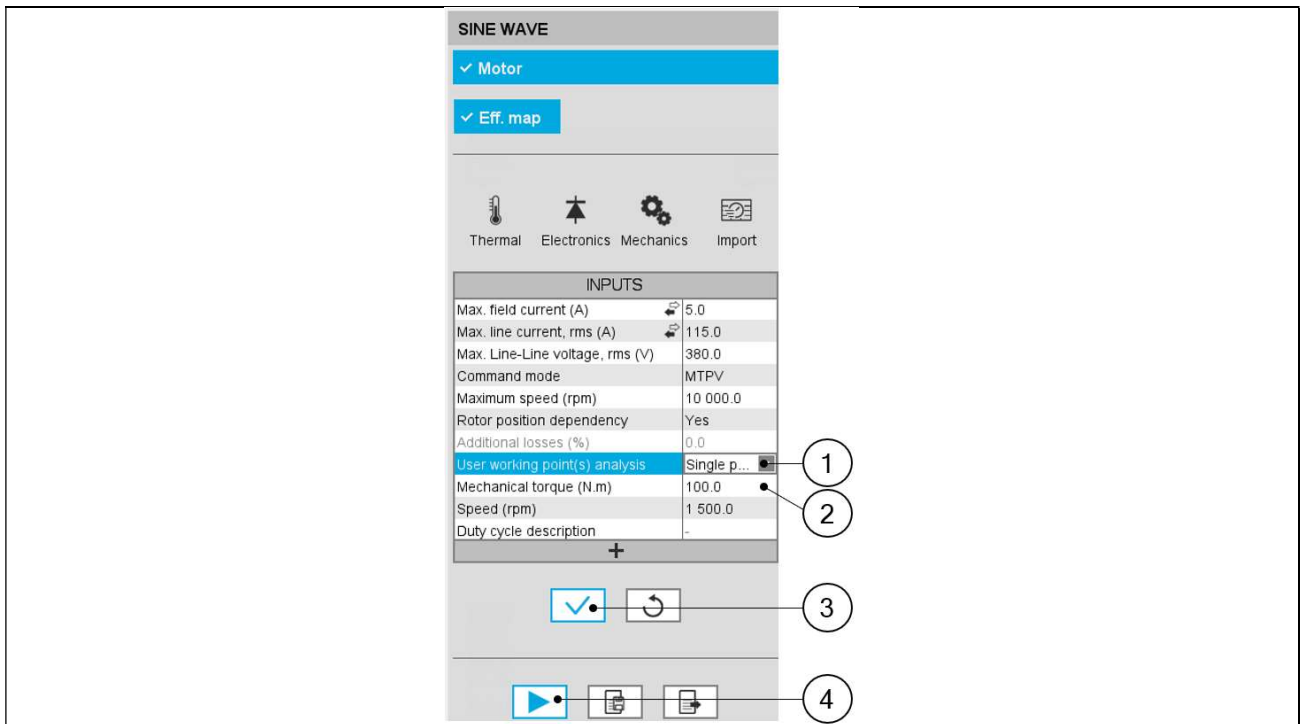 SINE WAVE
✓ Motor
✓ Eff. map
Thermal Electronics Mechanics Import
INPUTS
Max. field current (A) 5.0
Max. line current, rms (A) 115.0
Max. Line-Line voltage, rms (V) 380.0
Command mode MTPV
Maximum speed (rpm) 10 000.0
Rotor position dependency Yes
Additional losses (%) 0.0
User working point(s) analysis Single p... 1
Mechanical torque (N.m) 100.0
2
Speed (rpm) 1 500.0
Duty cycle description -
+
3
4